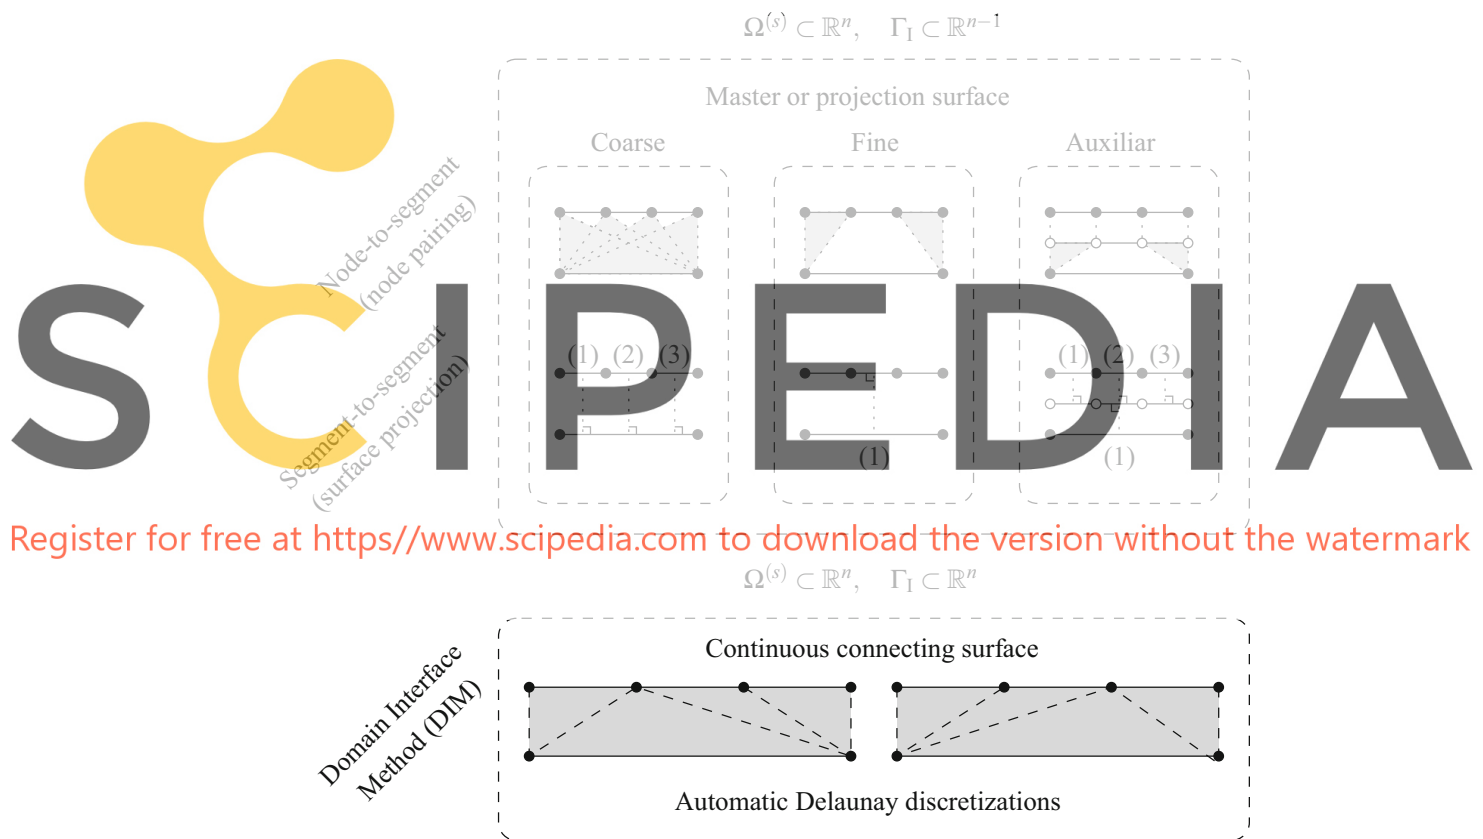 Ω^(s) ⊂ ℝ^n, Γ_I ⊂ ℝ^{n−1}
Master or projection surface
Coarse Fine Auxiliar
Node-to-segment
(node pairing)
SCIPEDIA
Segment-to-segment
(surface projection)
(1) (2) (3) (1) (2) (3)
(1) (1)
Register for free at https//www.scipedia.com to download the version without the watermark
Ω^(s) ⊂ ℝ^n, Γ_I ⊂ ℝ^n
Domain Interface
Method (DIM)
Continuous connecting surface
Automatic Delaunay discretizations